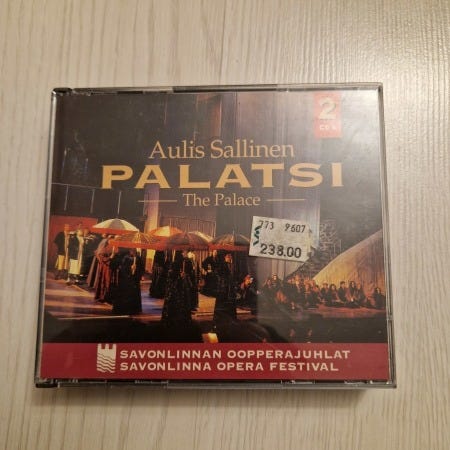 2
CD's
Aulis Sallinen
PALATSI
The Palace
773 9607
238.00
SAVONLINNAN OOPPERAJUHLAT
SAVONLINNA OPERA FESTIVAL